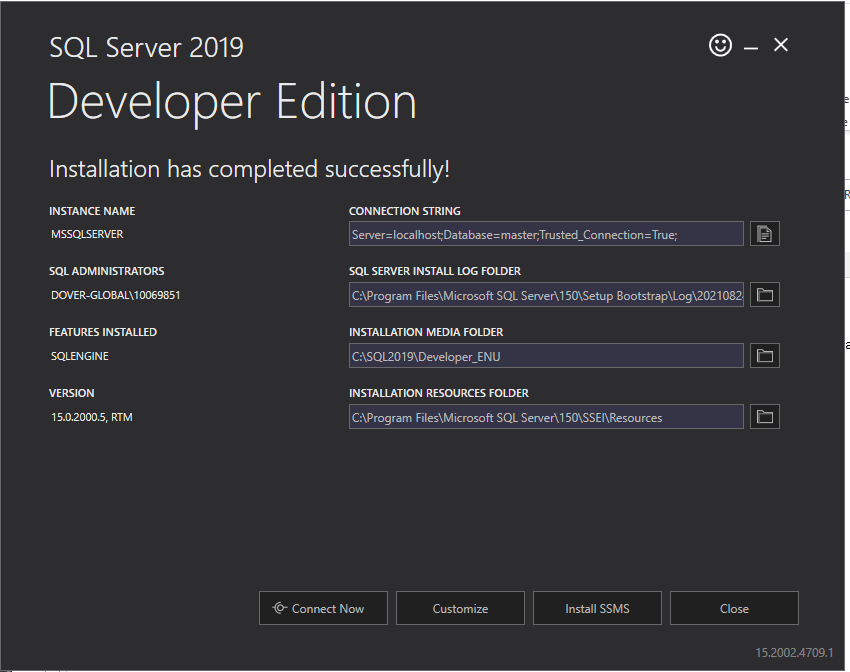 SQL Server 2019
Developer Edition
Installation has completed successfully!
INSTANCE NAME
MSSQLSERVER
CONNECTION STRING
Server=localhost;Database=master;Trusted_Connection=True;
SQL ADMINISTRATORS
DOVER-GLOBAL\10069851
SQL SERVER INSTALL LOG FOLDER
C:\Program Files\Microsoft SQL Server\150\Setup Bootstrap\Log\2021082
FEATURES INSTALLED
SQLENGINE
INSTALLATION MEDIA FOLDER
C:\SQL2019\Developer_ENU
VERSION
15.0.2000.5, RTM
INSTALLATION RESOURCES FOLDER
C:\Program Files\Microsoft SQL Server\150\SSEI\Resources
Connect Now
Customize
Install SSMS
Close
15.2002.4709.1